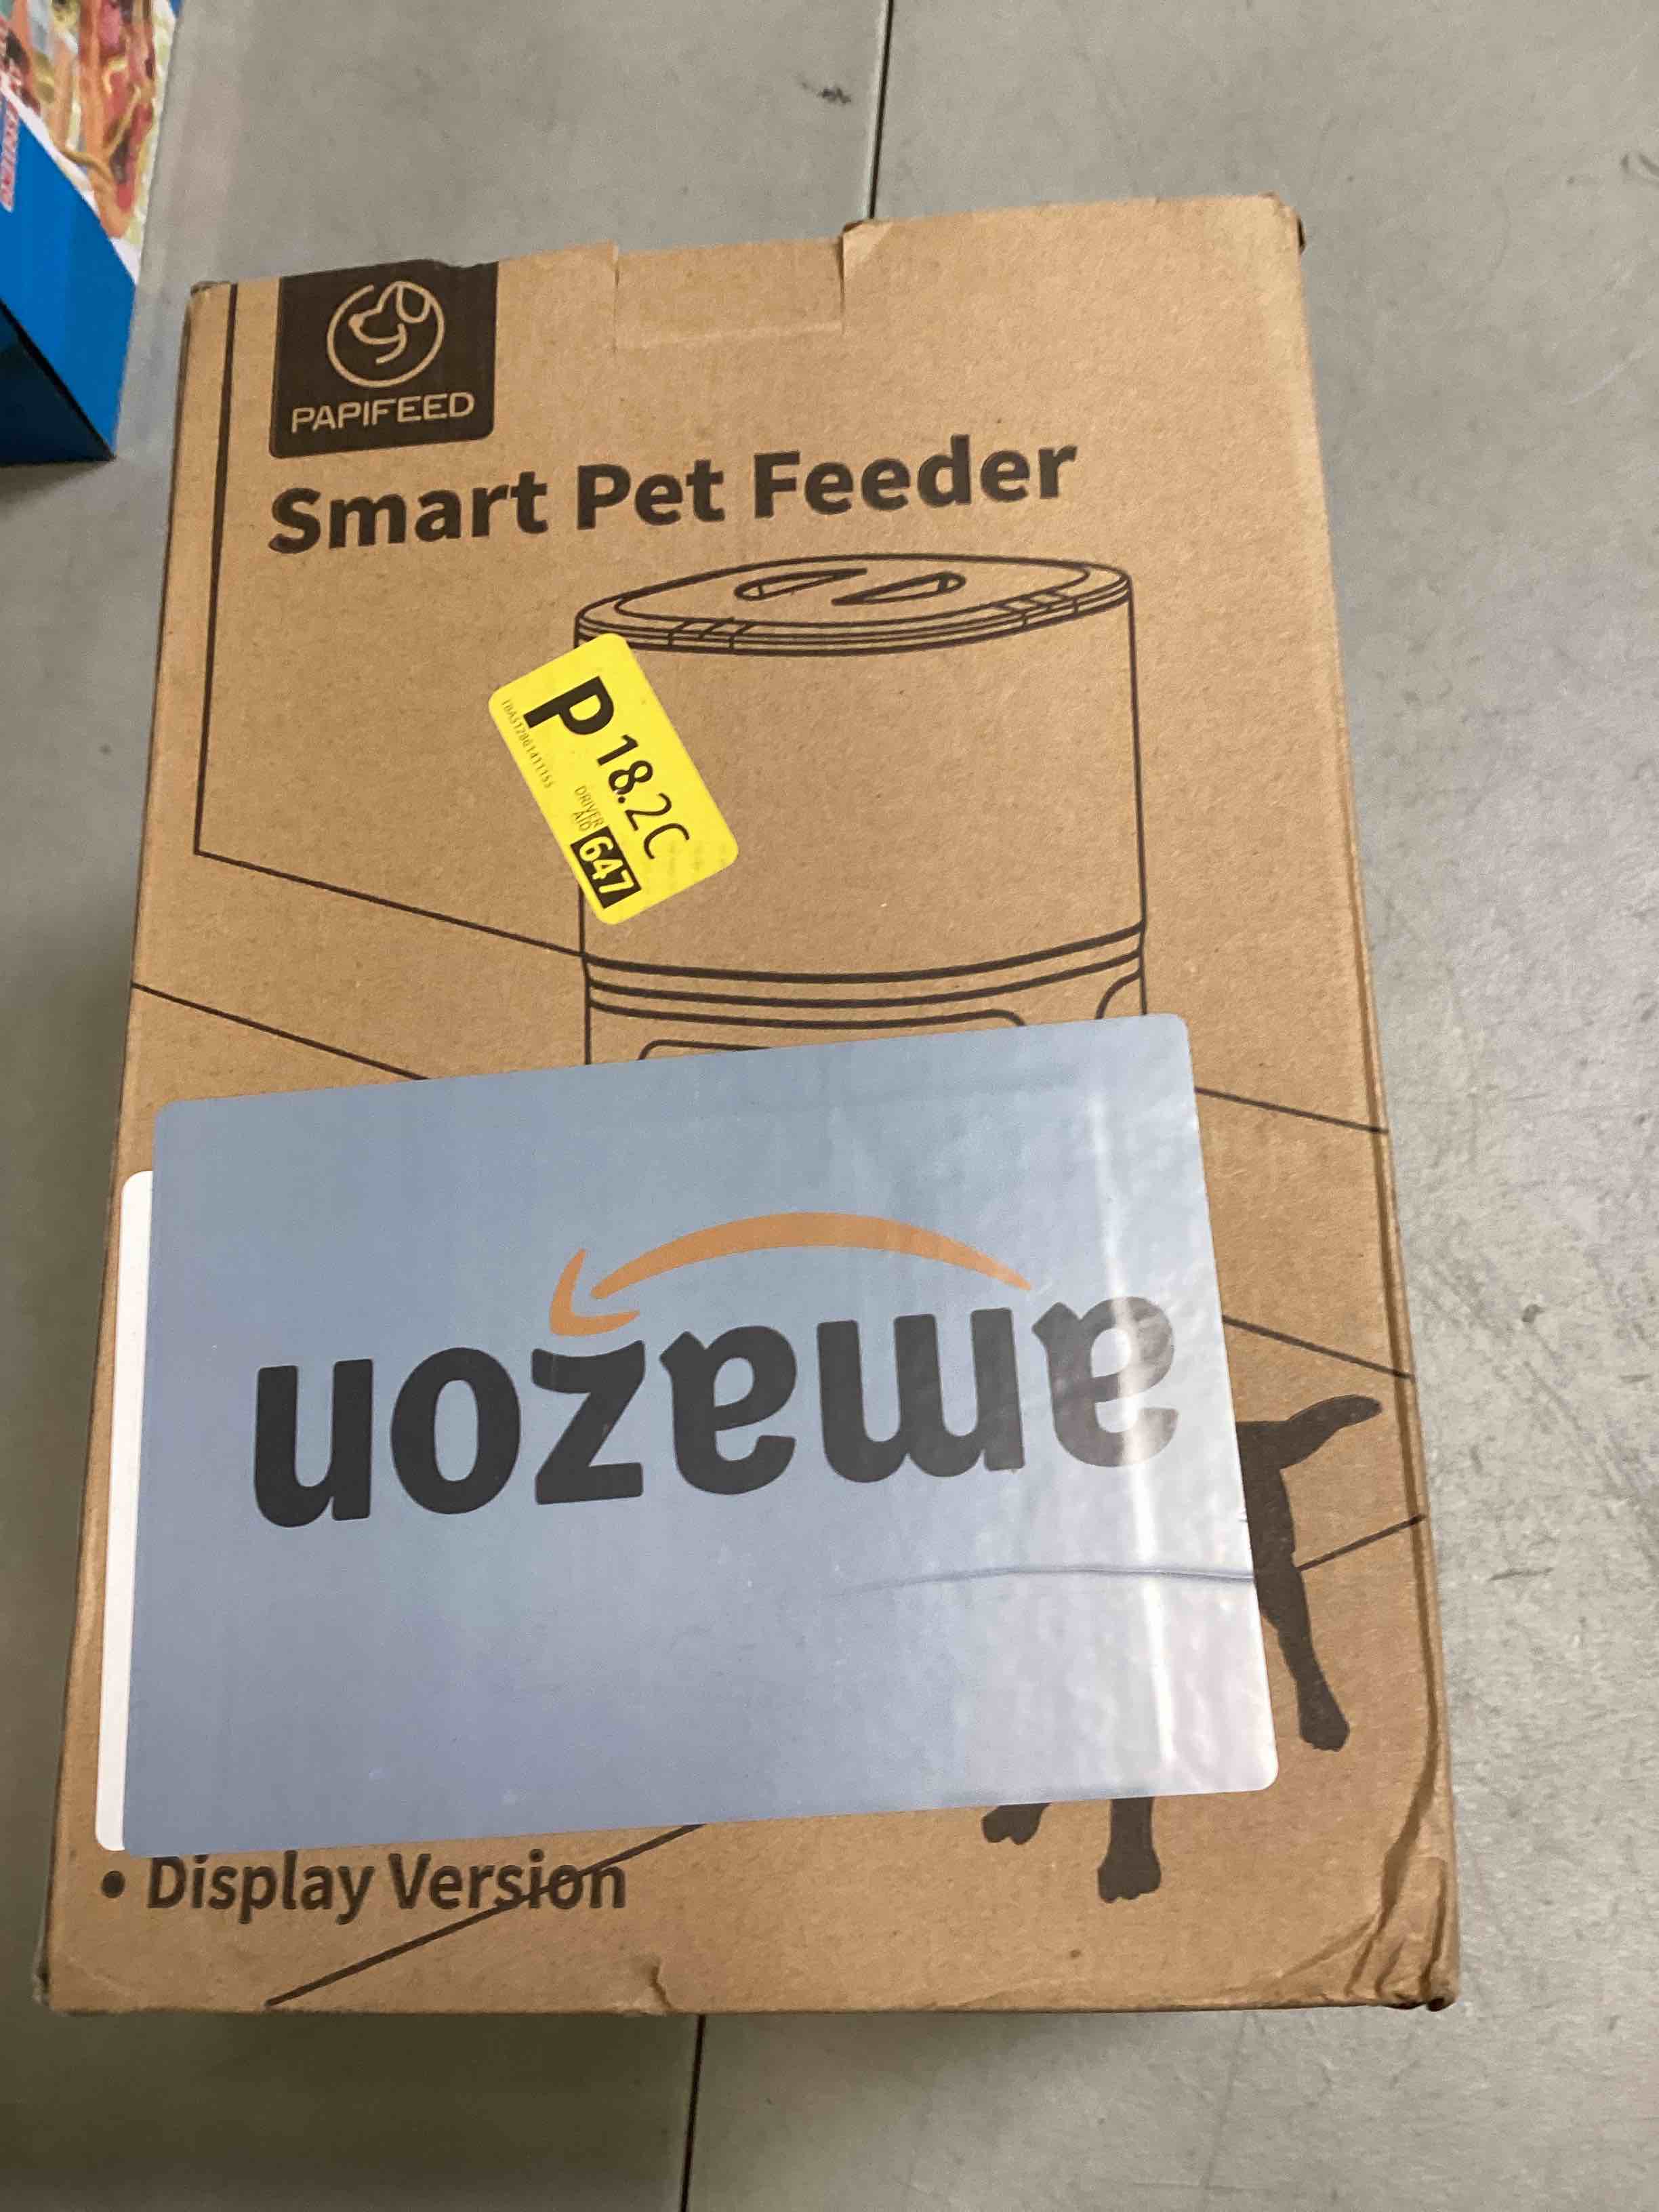 PAPIFEED
Smart Pet Feeder
P 18.2C
DRIVER
AID
647
amazon
• Display Version